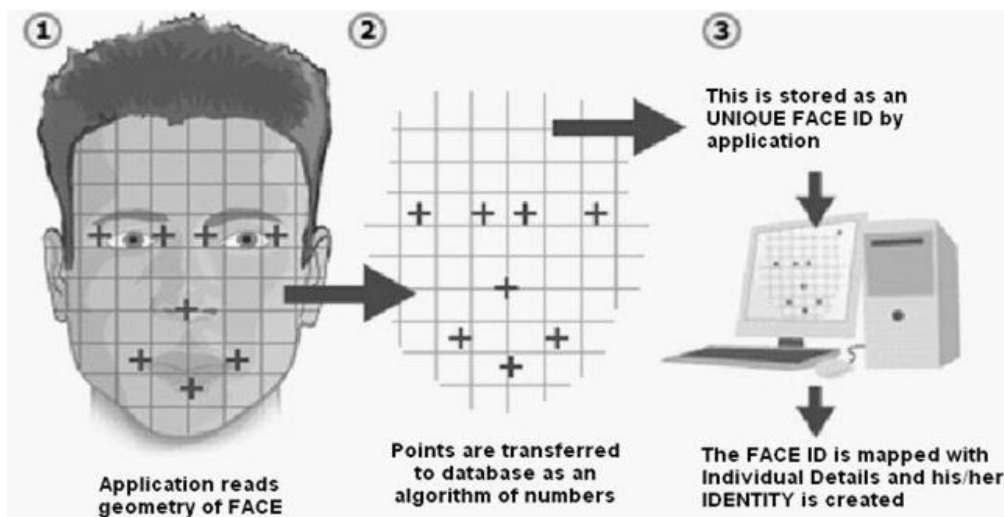 1
Application reads
geometry of FACE
2
Points are transferred
to database as an
algorithm of numbers
3
This is stored as an
UNIQUE FACE ID by
application
The FACE ID is mapped with
Individual Details and his/her
IDENTITY is created